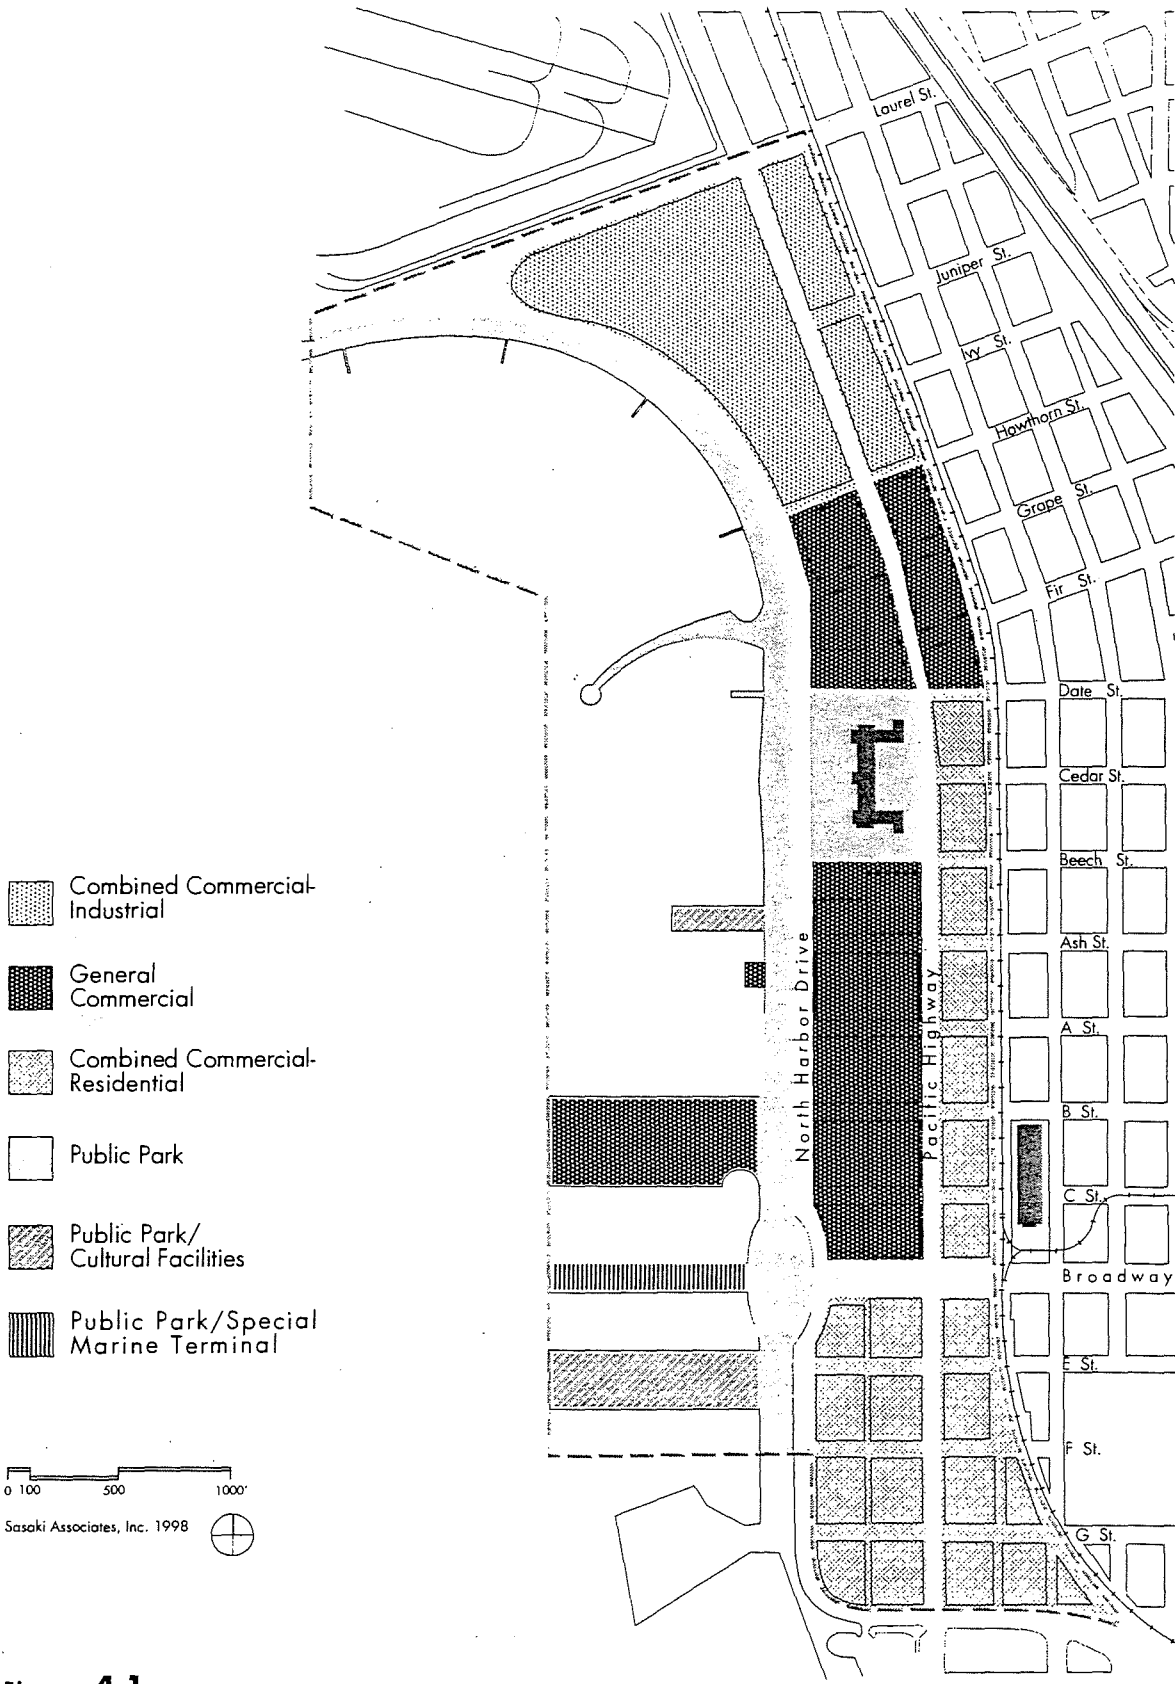 Laurel St.
Juniper St.
Ivy St.
Hawthorn St.
Grape St.
Fir St.
Date St.
Cedar St.
Beech St.
Ash St.
A St.
B St.
C St.
Broadway
E St.
F St.
G St.
North Harbor Drive
Pacific Highway
Combined Commercial-
Industrial
General
Commercial
Combined Commercial-
Residential
Public Park
Public Park/
Cultural Facilities
Public Park/Special
Marine Terminal
0 100 500 1000'
Sasaki Associates, Inc. 1998